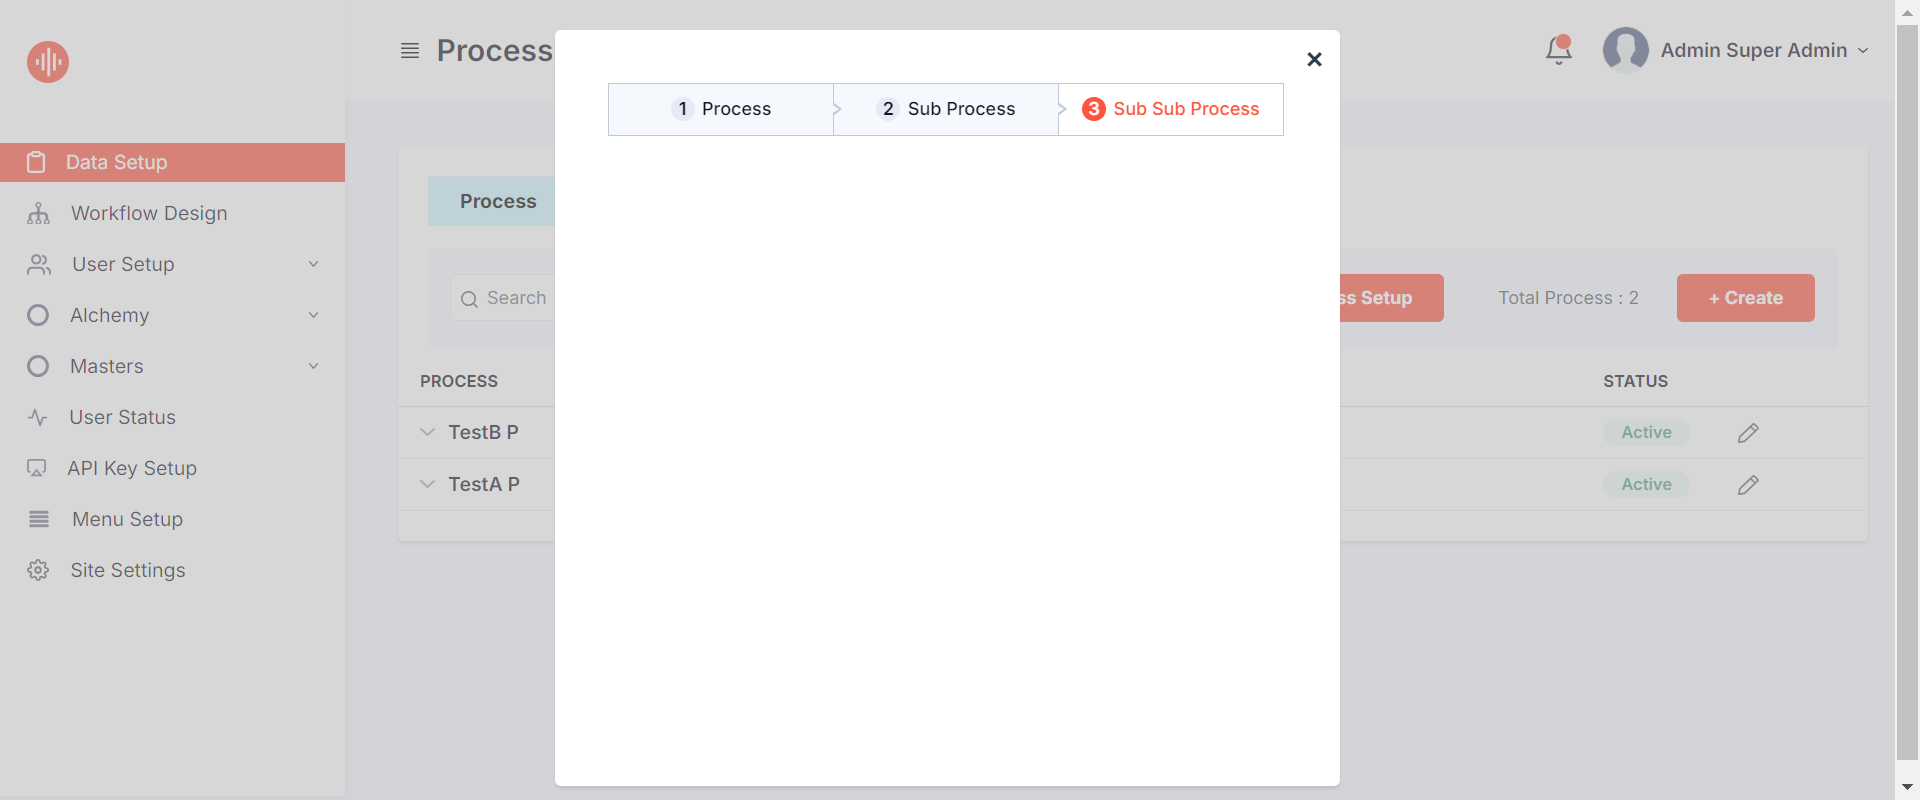 Process
Admin Super Admin
1 Process
2 Sub Process
3 Sub Sub Process
Data Setup
Workflow Design
User Setup
Alchemy
Masters
User Status
API Key Setup
Menu Setup
Site Settings
Process
Search
Setup
Total Process : 2
+ Create
PROCESS
STATUS
TestB P
Active
TestA P
Active